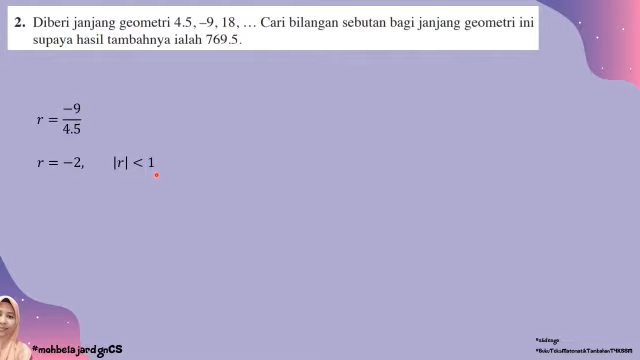 2. Diberi janjang geometri 4.5, –9, 18, … Cari bilangan sebutan bagi janjang geometri ini
supaya hasil tambahnya ialah 769.5.
r = −9/4.5
r = −2, |r| < 1
#mohbelajardgnCS
#BukuTeksMatematikTambahanT4KSSM